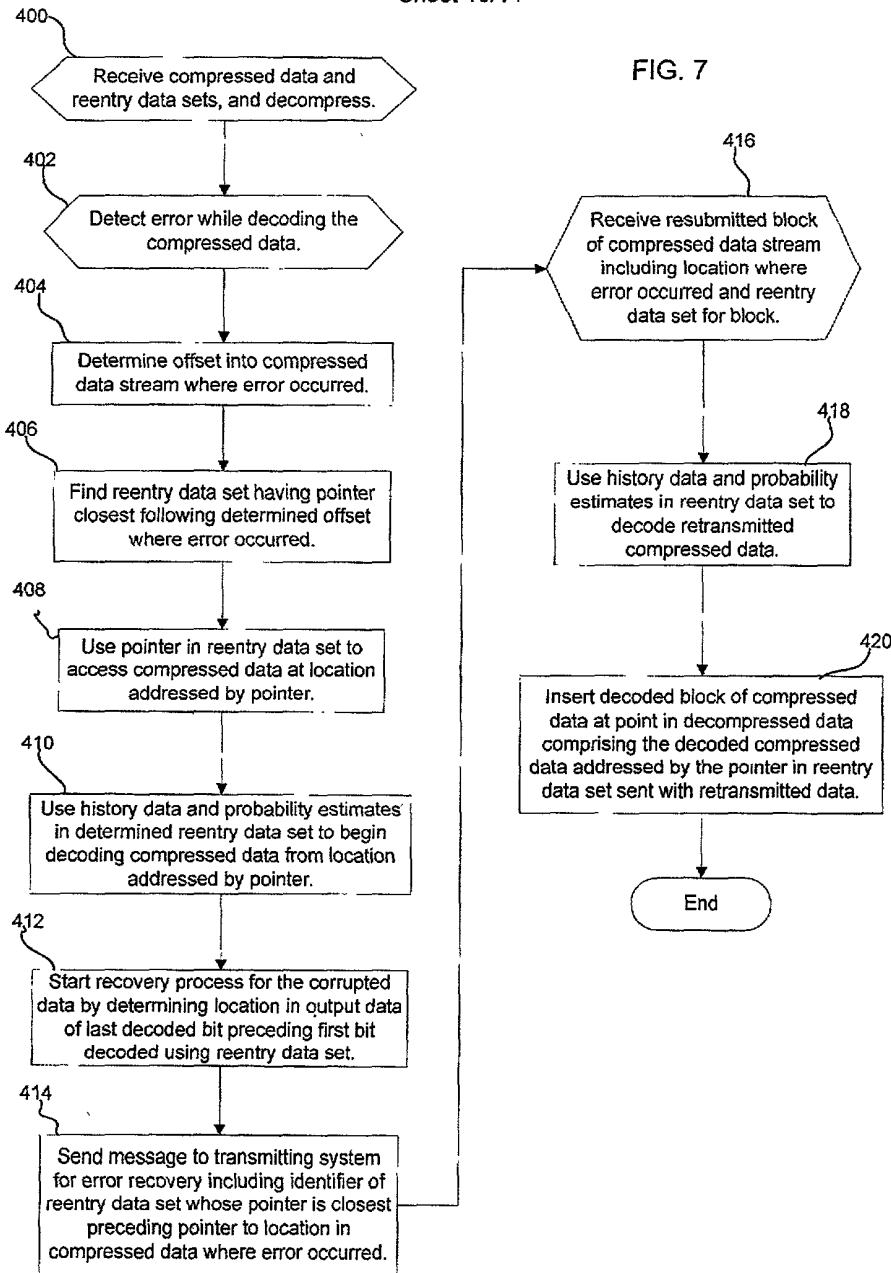 400
Receive compressed data and
reentry data sets, and decompress.
402
Detect error while decoding the
compressed data.
404
Determine offset into compressed
data stream where error occurred.
406
Find reentry data set having pointer
closest following determined offset
where error occurred.
408
Use pointer in reentry data set to
access compressed data at location
addressed by pointer.
410
Use history data and probability estimates
in determined reentry data set to begin
decoding compressed data from location
addressed by pointer.
412
Start recovery process for the corrupted
data by determining location in output data
of last decoded bit preceding first bit
decoded using reentry data set.
414
Send message to transmitting system
for error recovery including identifier of
reentry data set whose pointer is closest
preceding pointer to location in
compressed data where error occurred.
FIG. 7
416
Receive resubmitted block
of compressed data stream
including location where
error occurred and reentry
data set for block.
418
Use history data and probability
estimates in reentry data set to
decode retransmitted
compressed data.
420
Insert decoded block of compressed
data at point in decompressed data
comprising the decoded compressed
data addressed by the pointer in reentry
data set sent with retransmitted data.
End